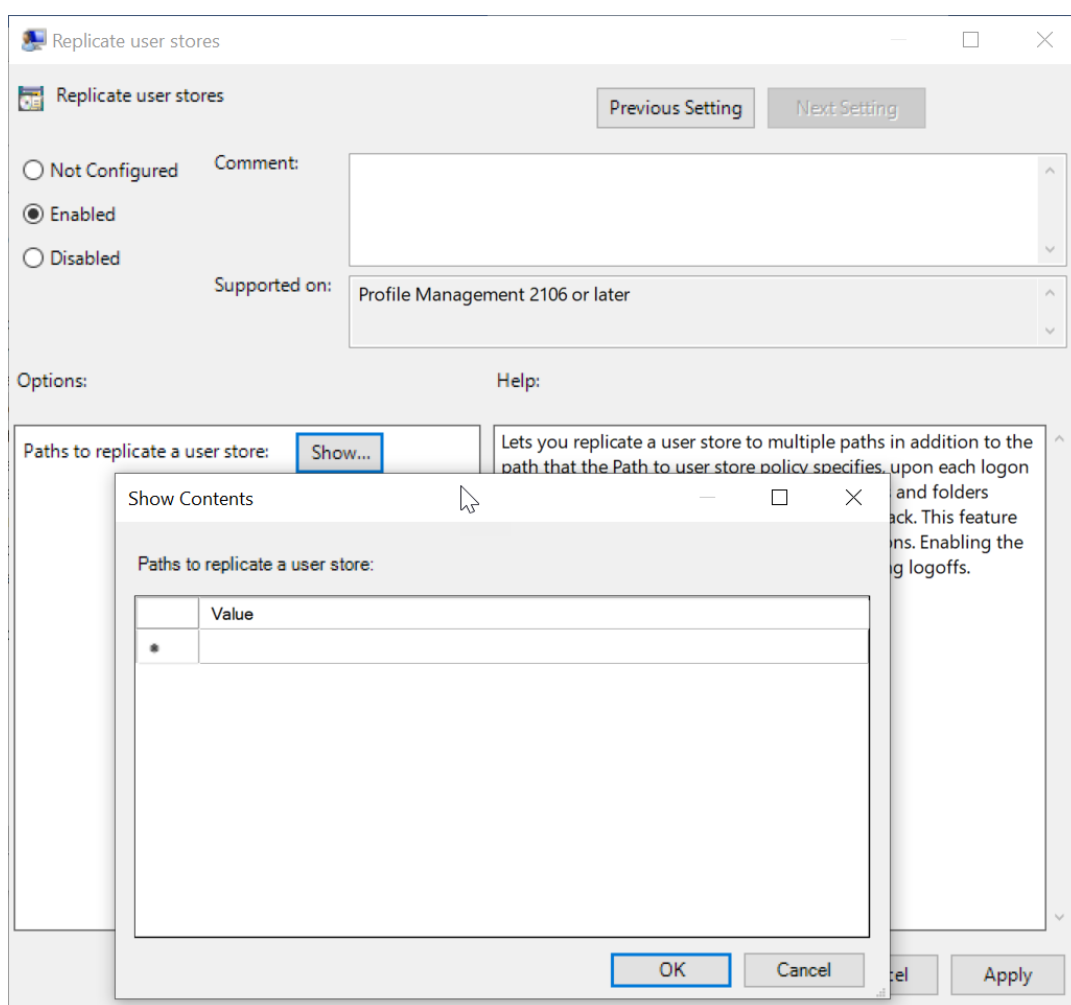 Replicate user stores
Replicate user stores
Previous Setting
Next Setting
Not Configured
Comment:
Enabled
Disabled
Supported on:
Profile Management 2106 or later
Options:
Help:
Paths to replicate a user store:
Show...
Lets you replicate a user store to multiple paths in addition to the
path that the Path to user store policy specifies, upon each logon
and folders
This feature
Enabling the
logoffs.
Show Contents
Paths to replicate a user store:
Value
OK
Cancel
Apply